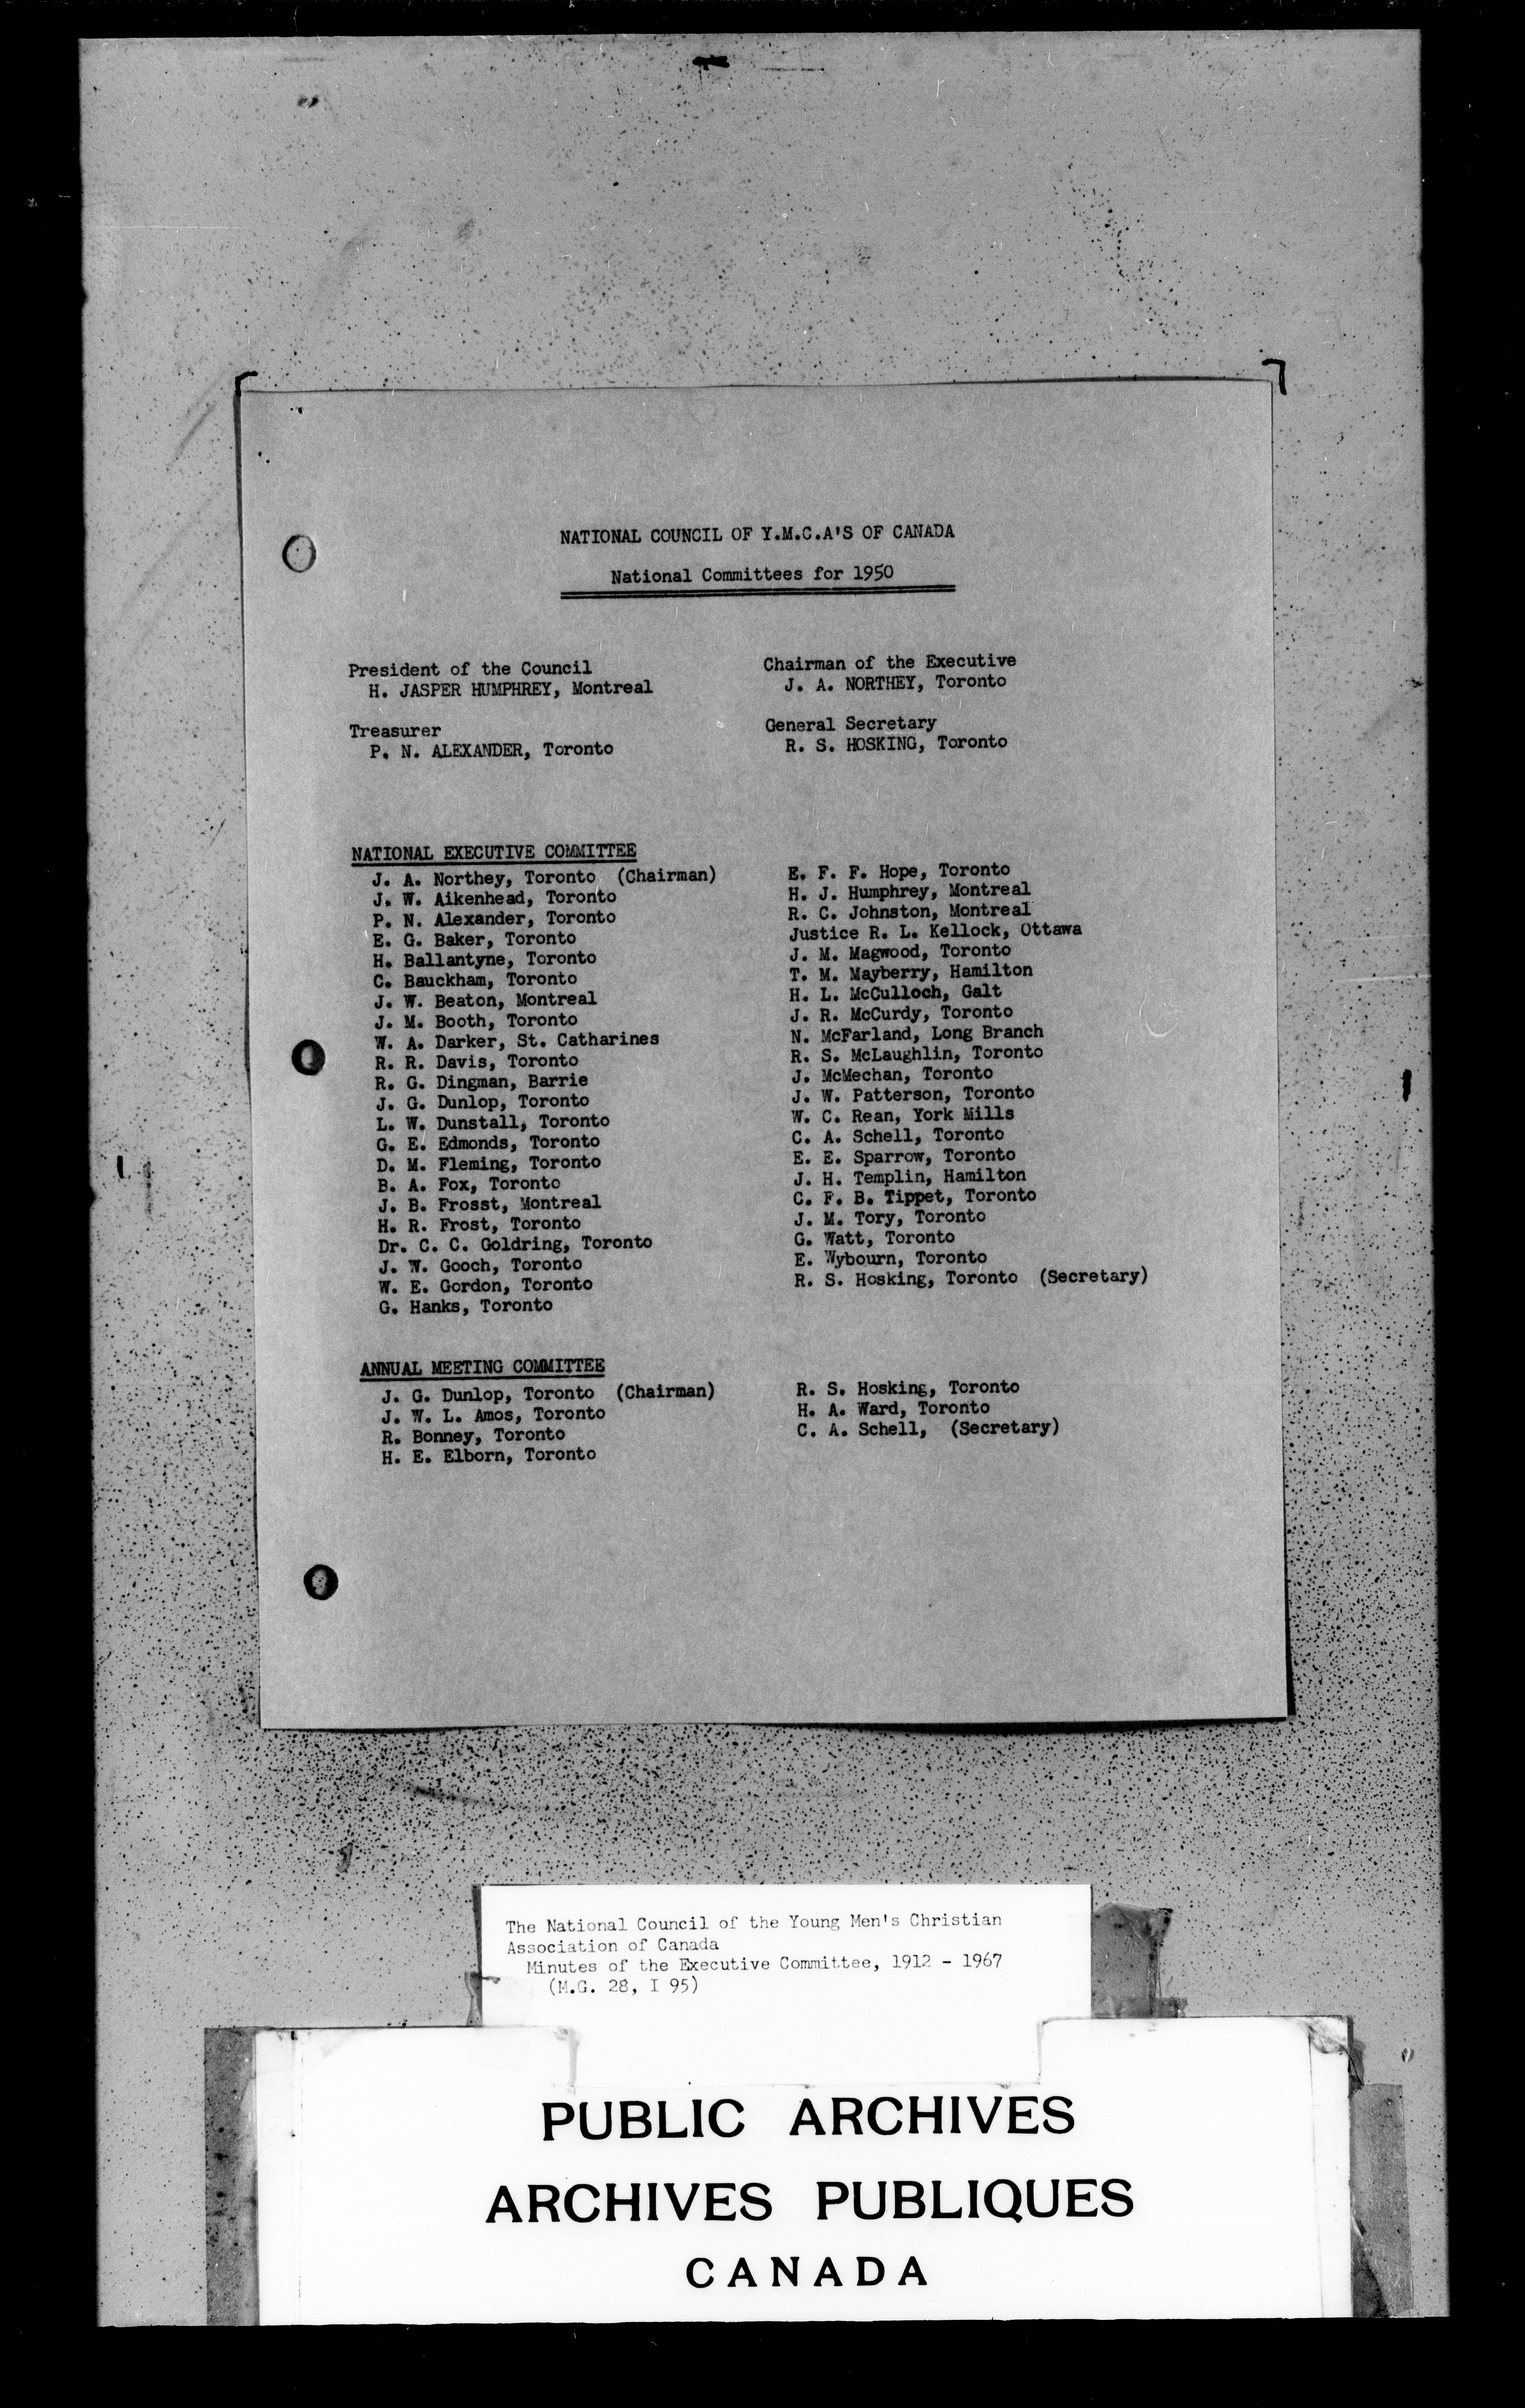 NATIONAL COUNCIL OF Y.M.C.A'S OF CANADA
National Committees for 1950
President of the Council
H. JASPER HUMPHREY, Montreal
Chairman of the Executive
J. A. NORTHEY, Toronto
Treasurer
P. N. ALEXANDER, Toronto
General Secretary
R. S. HOSKING, Toronto
NATIONAL EXECUTIVE COMMITTEE
J. A. Northey, Toronto (Chairman)
J. W. Aikenhead, Toronto
P. N. Alexander, Toronto
E. G. Baker, Toronto
H. Ballantyne, Toronto
C. Bauckham, Toronto
J. W. Beaton, Montreal
J. M. Booth, Toronto
W. A. Darker, St. Catharines
R. R. Davis, Toronto
R. G. Dingman, Barrie
J. G. Dunlop, Toronto
L. W. Dunstall, Toronto
G. E. Edmonds, Toronto
D. M. Fleming, Toronto
B. A. Fox, Toronto
J. B. Frosst, Montreal
H. R. Frost, Toronto
Dr. C. C. Goldring, Toronto
J. W. Gooch, Toronto
W. E. Gordon, Toronto
G. Hanks, Toronto
E. F. F. Hope, Toronto
H. J. Humphrey, Montreal
R. C. Johnston, Montreal
Justice R. L. Kellock, Ottawa
J. M. Magwood, Toronto
T. M. Mayberry, Hamilton
H. L. McCulloch, Galt
J. R. McCurdy, Toronto
N. McFarland, Long Branch
R. S. McLaughlin, Toronto
J. McMechan, Toronto
J. W. Patterson, Toronto
W. C. Rean, York Mills
C. A. Schell, Toronto
E. E. Sparrow, Toronto
J. H. Templin, Hamilton
C. F. B. Tippet, Toronto
J. M. Tory, Toronto
G. Watt, Toronto
E. Wybourn, Toronto
R. S. Hosking, Toronto (Secretary)
ANNUAL MEETING COMMITTEE
J. G. Dunlop, Toronto (Chairman)
J. W. L. Amos, Toronto
R. Bonney, Toronto
H. E. Elborn, Toronto
R. S. Hosking, Toronto
H. A. Ward, Toronto
C. A. Schell, (Secretary)
The National Council of the Young Men's Christian
Association of Canada
Minutes of the Executive Committee, 1912 - 1967
(M.G. 28, I 95)
PUBLIC ARCHIVES
ARCHIVES PUBLIQUES
CANADA